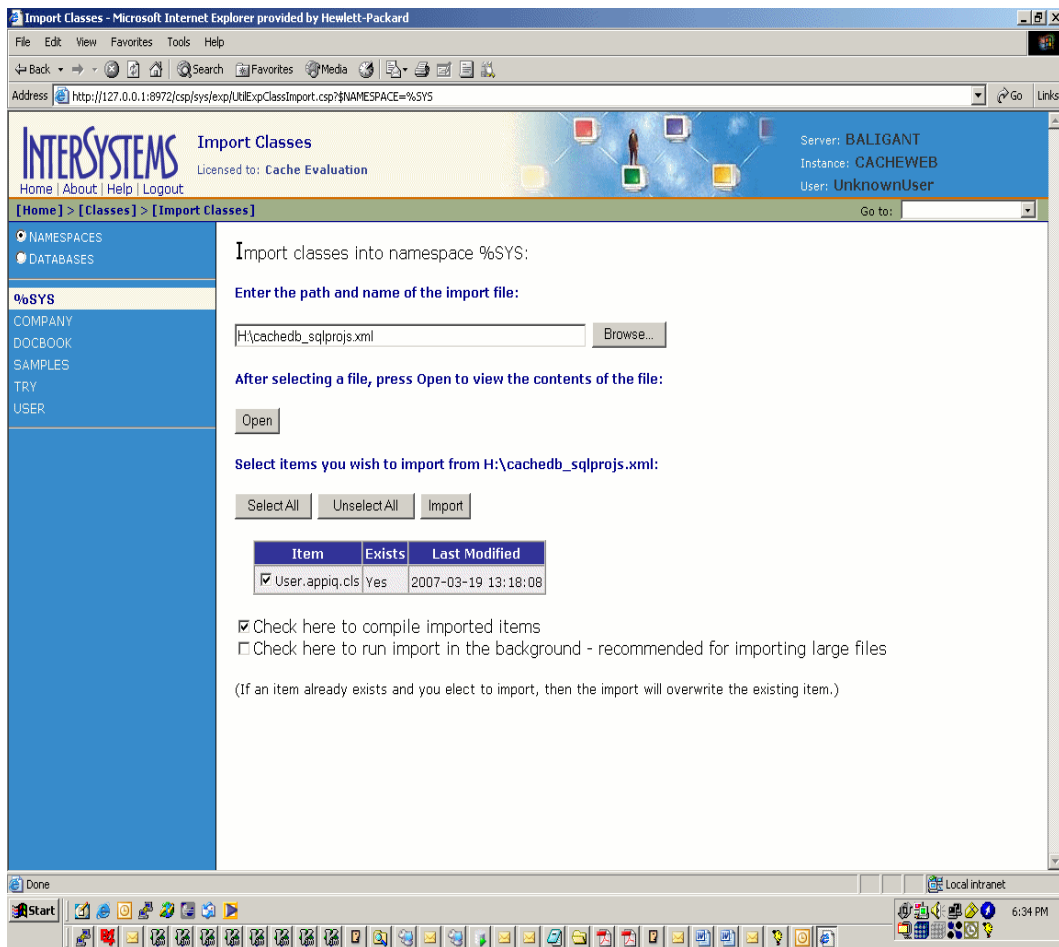 Import Classes - Microsoft Internet Explorer provided by Hewlett-Packard
File Edit View Favorites Tools Help
Back Search Favorites Media
Address http://127.0.0.1:8972/csp/sys/exp/UtilExpClassImport.csp?$NAMESPACE=%SYS Go Links
INTERSYSTEMS
Home | About | Help | Logout
Import Classes
Licensed to: Cache Evaluation
Server: BALIGANT
Instance: CACHEWEB
User: UnknownUser
[Home] > [Classes] > [Import Classes] Go to:
NAMESPACES
DATABASES
%SYS
COMPANY
DOCBOOK
SAMPLES
TRY
USER
Import classes into namespace %SYS:
Enter the path and name of the import file:
H:\cachedb_sqlprojs.xml Browse...
After selecting a file, press Open to view the contents of the file:
Open
Select items you wish to import from H:\cachedb_sqlprojs.xml:
Select All Unselect All Import
Item Exists Last Modified
User.appiq.cls Yes 2007-03-19 13:18:08
Check here to compile imported items
Check here to run import in the background - recommended for importing large files
(If an item already exists and you elect to import, then the import will overwrite the existing item.)
Done Local intranet
Start 6:34 PM